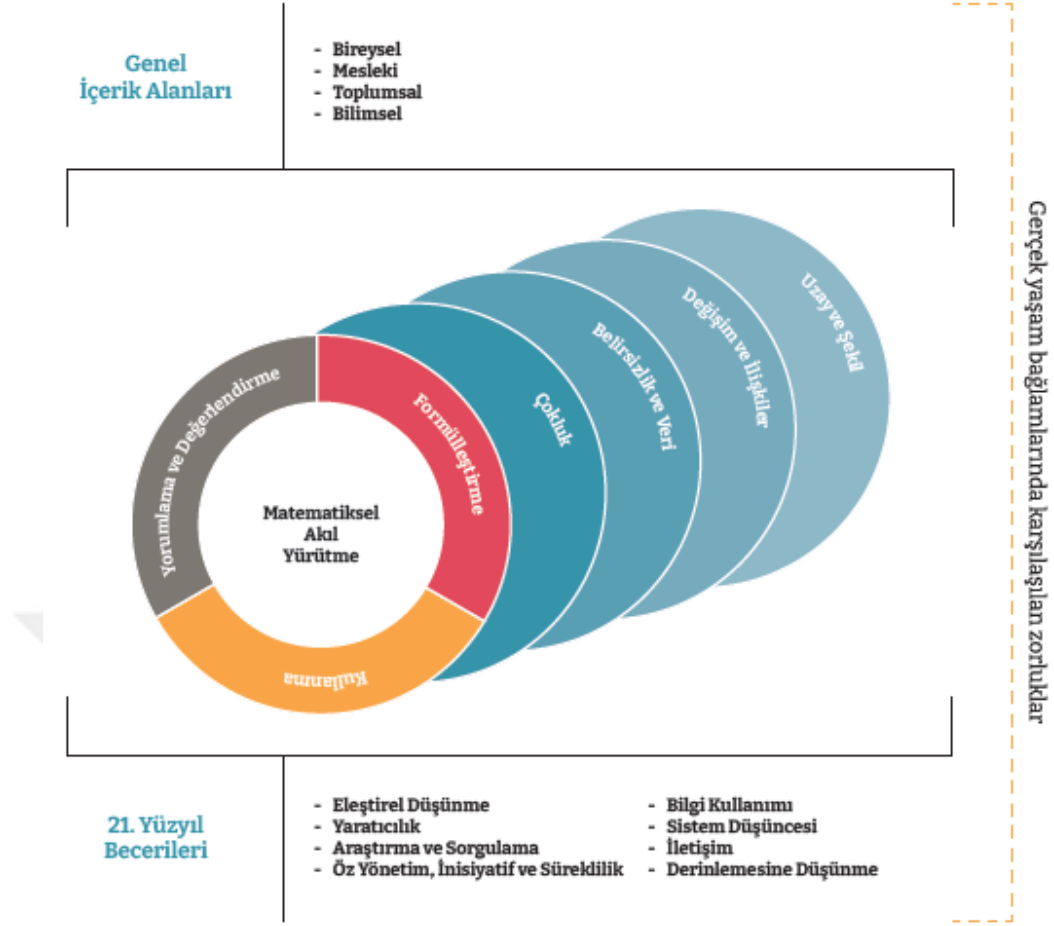 Genel
İçerik Alanları
- Bireysel
- Mesleki
- Toplumsal
- Bilimsel
Yorumlama ve Değerlendirme
Formülleştirme
Kullanma
Matematiksel
Akıl
Yürütme
Çokluk
Belirsizlik ve Veri
Değişim ve İlişkiler
Uzay ve Şekil
Gerçek yaşam bağlamlarında karşılaşılan zorluklar
21. Yüzyıl
Becerileri
- Eleştirel Düşünme
- Yaratıcılık
- Araştırma ve Sorgulama
- Öz Yönetim, İnisiyatif ve Süreklilik
- Bilgi Kullanımı
- Sistem Düşüncesi
- İletişim
- Derinlemesine Düşünme